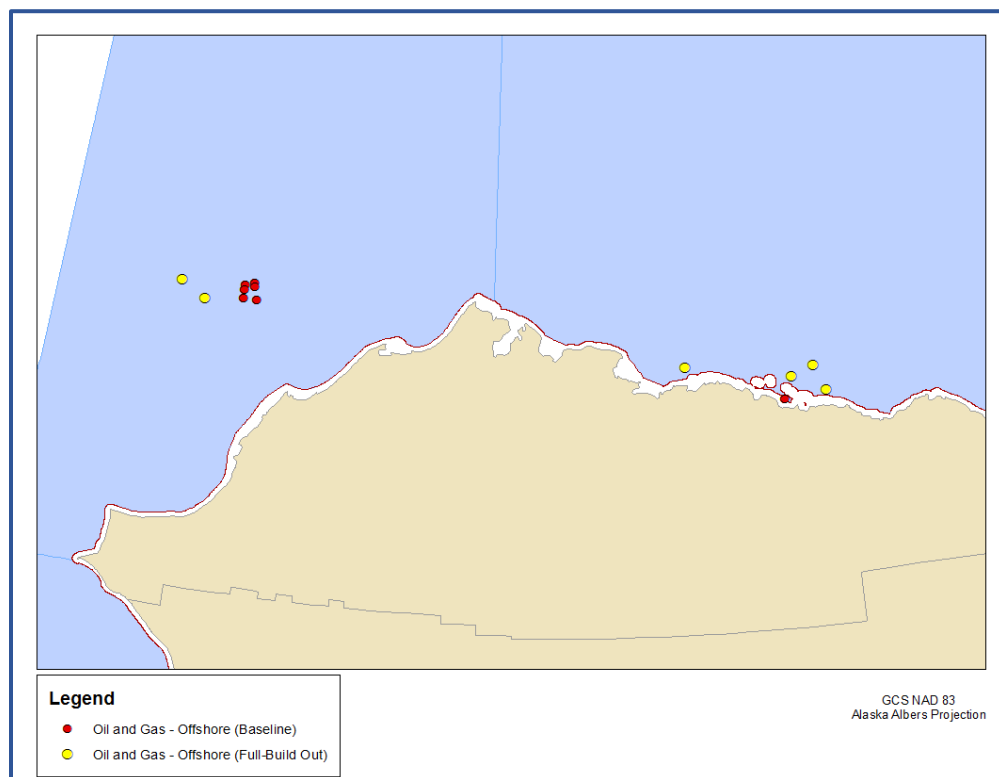 Legend
Oil and Gas - Offshore (Baseline)
Oil and Gas - Offshore (Full-Build Out)
GCS NAD 83
Alaska Albers Projection